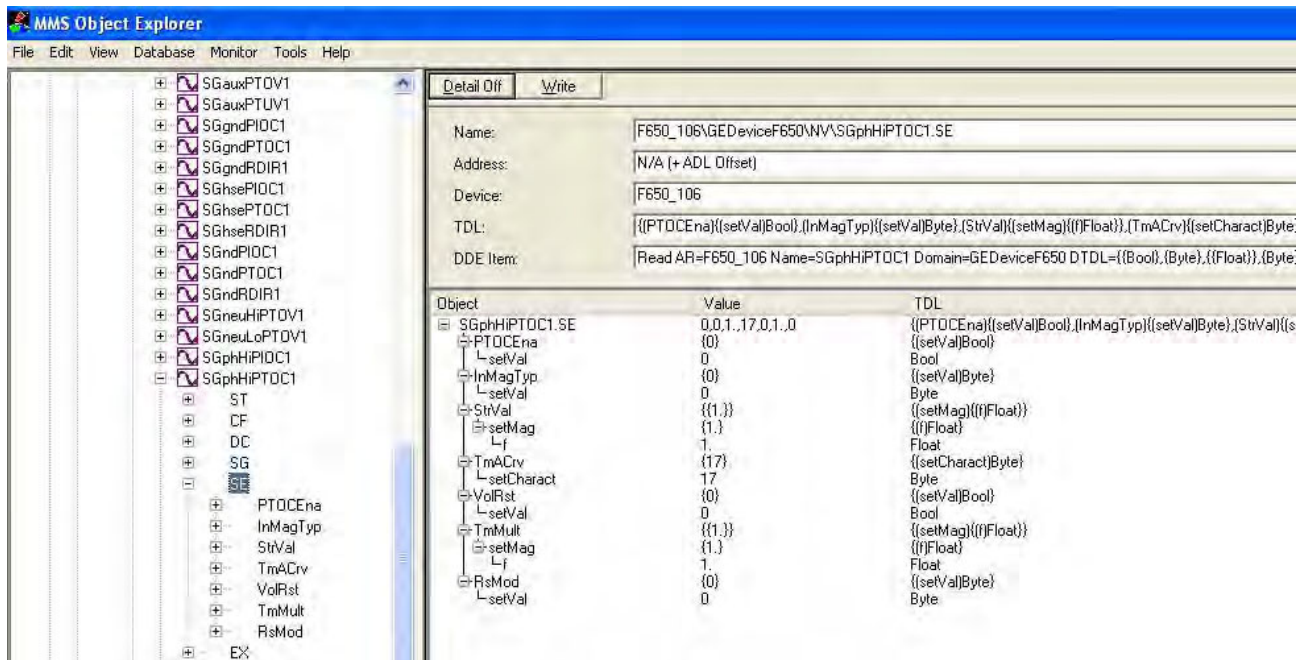 MMS Object Explorer
File Edit View Database Monitor Tools Help
SGauxPTOV1
SGauxPTUV1
SGgndPIOC1
SGgndPTOC1
SGgndRDIR1
SGhsePIOC1
SGhsePTOC1
SGhseRDIR1
SGndPIOC1
SGndPTOC1
SGndRDIR1
SGneuHiPTOV1
SGneuLoPTOV1
SGphHiPIOC1
SGphHiPTOC1
ST
CF
DC
SG
SE
PTOCEna
InMagTyp
StrVal
TmACrv
VolRst
TmMult
RsMod
EX
Detail Off Write
Name: F650_106\GEDeviceF650\NV\SGphHiPTOC1.SE
Address: N/A (+ ADL Offset)
Device: F650_106
TDL: {(PTOCEna){(setVal)Bool},(InMagTyp){(setVal)Byte},(StrVal){(setMag){(f)Float}},(TmACrv){(setCharact)Byte}
DDE Item: Read AR=F650_106 Name=SGphHiPTOC1 Domain=GEDeviceF650 DTDL={{Bool},{Byte},{{Float}},{Byte}
Object Value TDL
SGphHiPTOC1.SE 0,0,1.,17,0,1.,0 {(PTOCEna){(setVal)Bool},(InMagTyp){(setVal)Byte},(StrVal){(s
PTOCEna {0} {(setVal)Bool}
setVal 0 Bool
InMagTyp {0} {(setVal)Byte}
setVal 0 Byte
StrVal {{1.}} {(setMag){(f)Float}}
setMag {1.} {(f)Float}
f 1. Float
TmACrv {17} {(setCharact)Byte}
setCharact 17 Byte
VolRst {0} {(setVal)Bool}
setVal 0 Bool
TmMult {{1.}} {(setMag){(f)Float}}
setMag {1.} {(f)Float}
f 1. Float
RsMod {0} {(setVal)Byte}
setVal 0 Byte